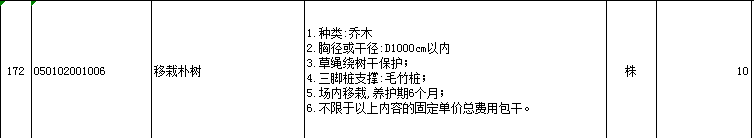 172 050102001006 移栽朴树 1.种类:乔木 株 10
2.胸径或干径:D1000cm以内
3.草绳绕树干保护;
4.三脚桩支撑:毛竹桩;
5.场内移栽,养护期6个月;
6.不限于以上内容的固定单价总费用包干。